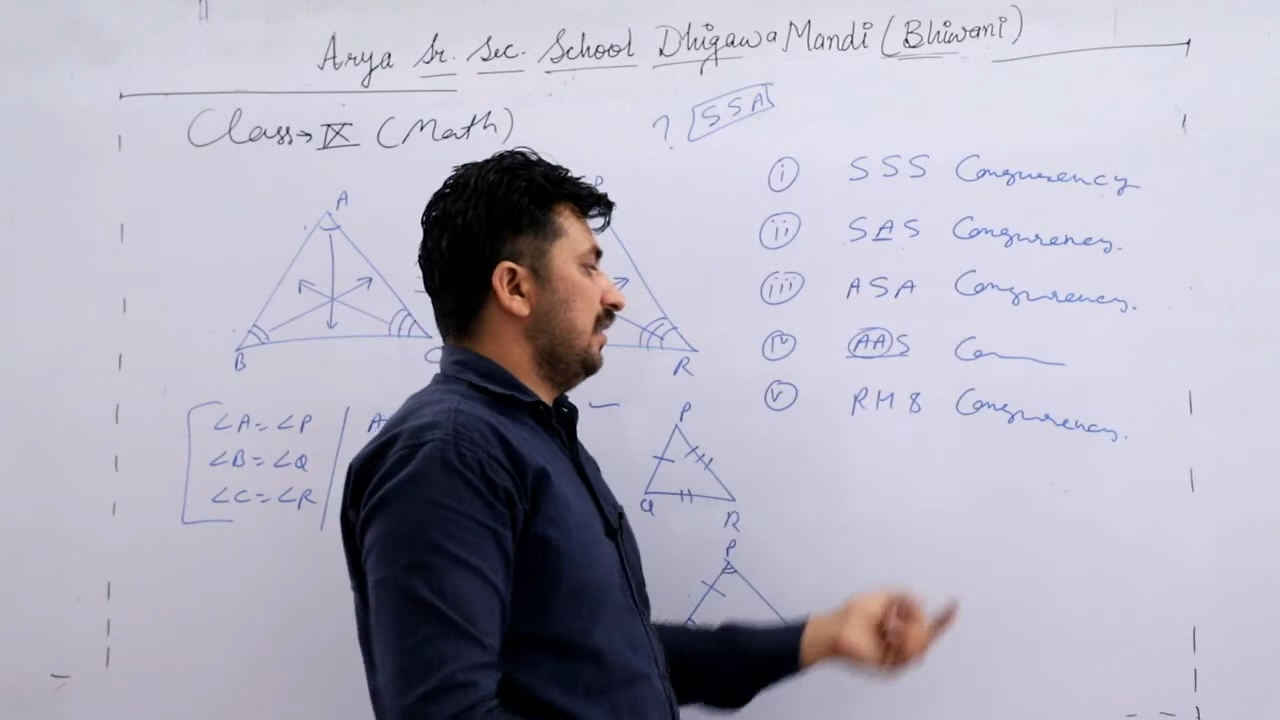 Arya Sr. Sec. School Dhigawa Mandi (Bhiwani)
Class→ IX (Math)
? SSA
A
B
C
P
R
(i) SSS Congruency
(ii) SAS Congruency.
(iii) ASA Congruency.
(iv) AAS
(v) RHS Congruency.
∠A = ∠P
∠B = ∠Q
∠C = ∠R
A
P
Q
R
P